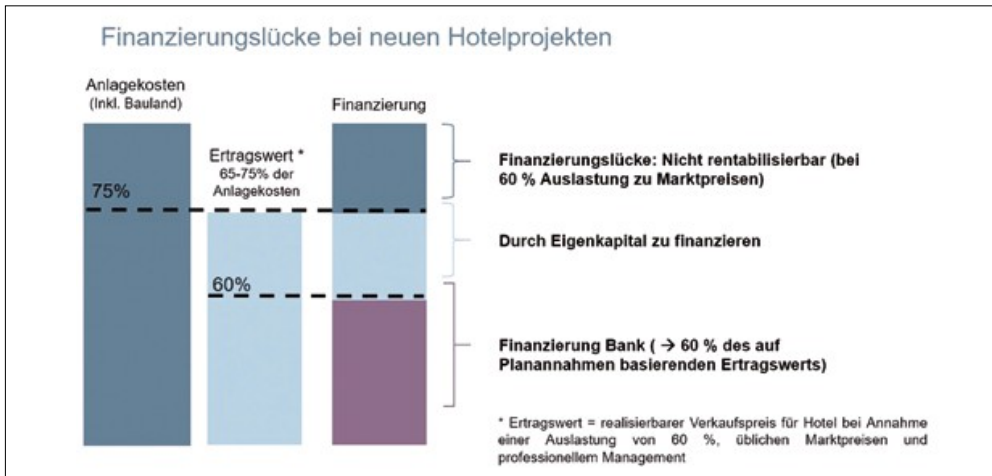 Finanzierungslücke bei neuen Hotelprojekten
Anlagekosten
(Inkl. Bauland)
Finanzierung
Ertragswert *
65-75% der
Anlagekosten
75%
60%
Finanzierungslücke: Nicht rentabilisierbar (bei
60 % Auslastung zu Marktpreisen)
Durch Eigenkapital zu finanzieren
Finanzierung Bank ( → 60 % des auf
Planannahmen basierenden Ertragswerts)
* Ertragswert = realisierbarer Verkaufspreis für Hotel bei Annahme
einer Auslastung von 60 %, üblichen Marktpreisen und
professionellem Management